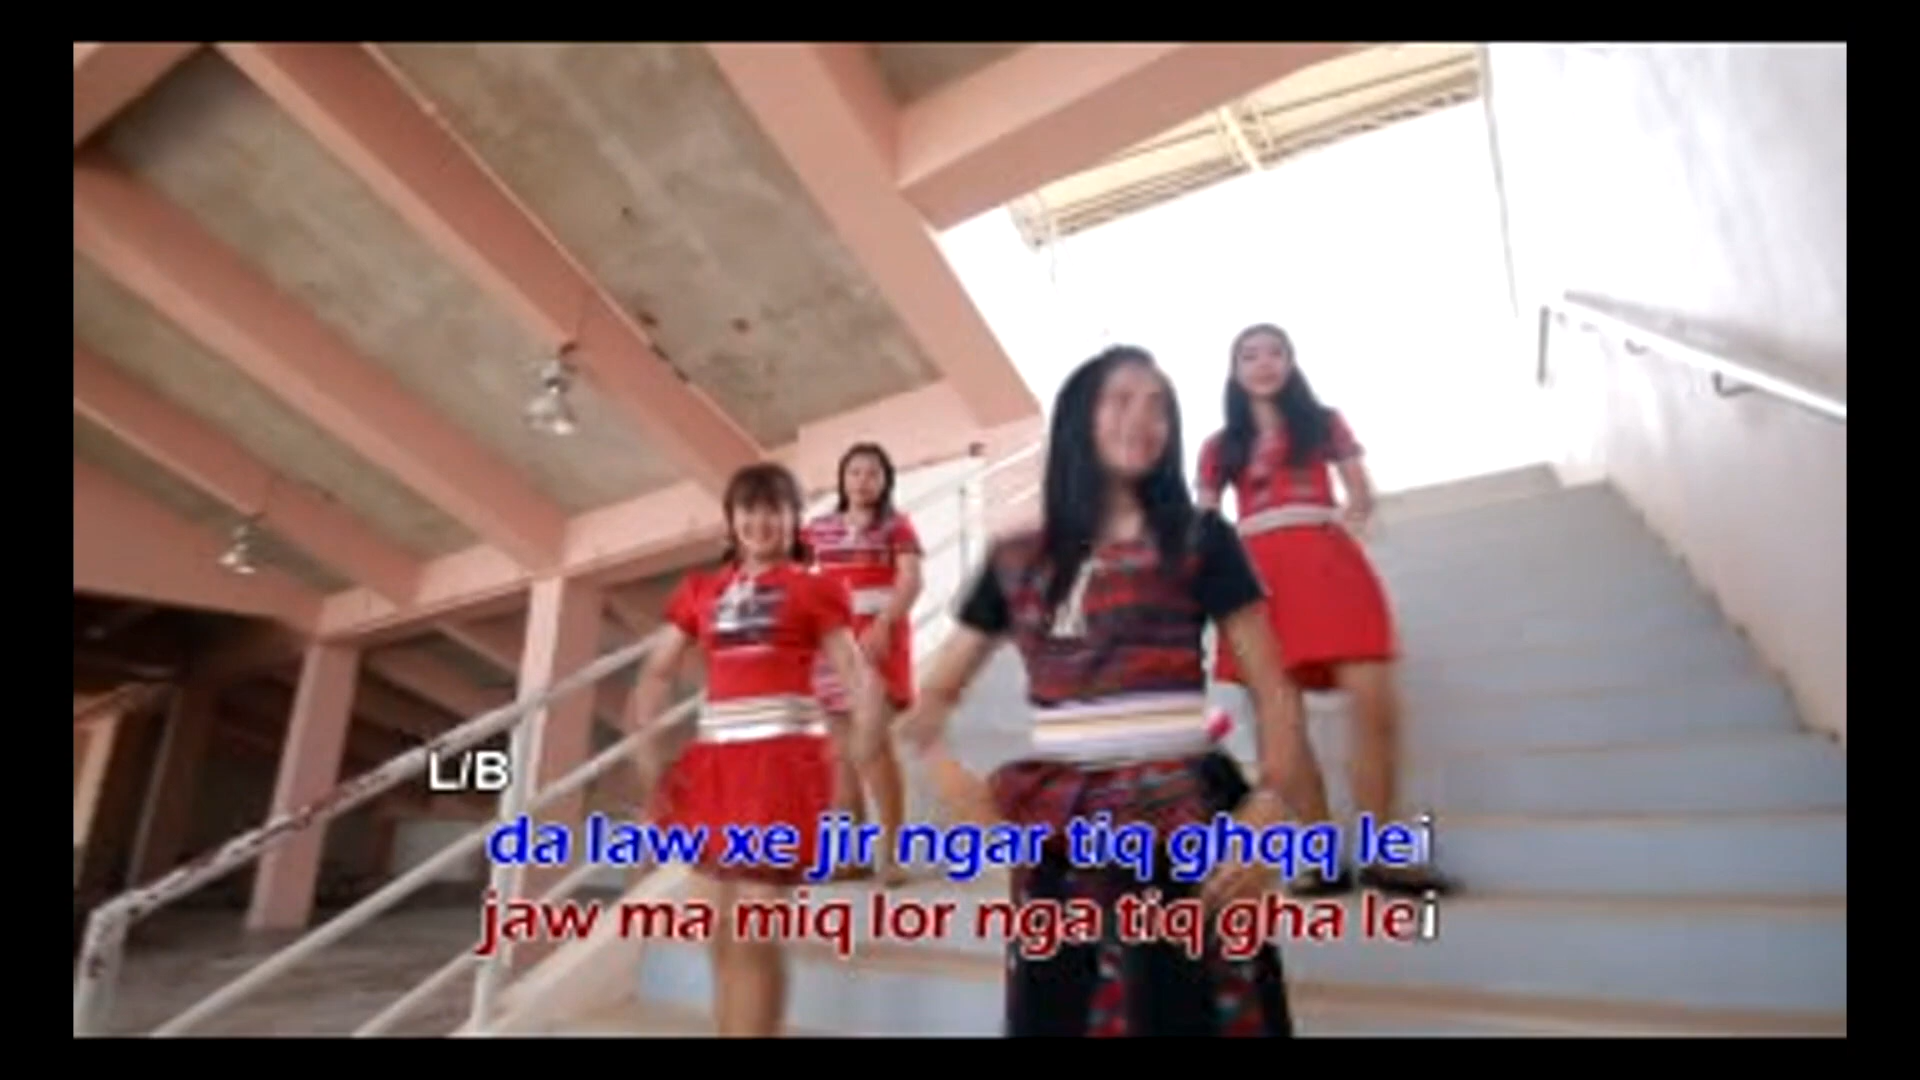 L/B
da law xe jir ngar tiq ghqq lei
jaw ma miq lor nga tiq gha lei